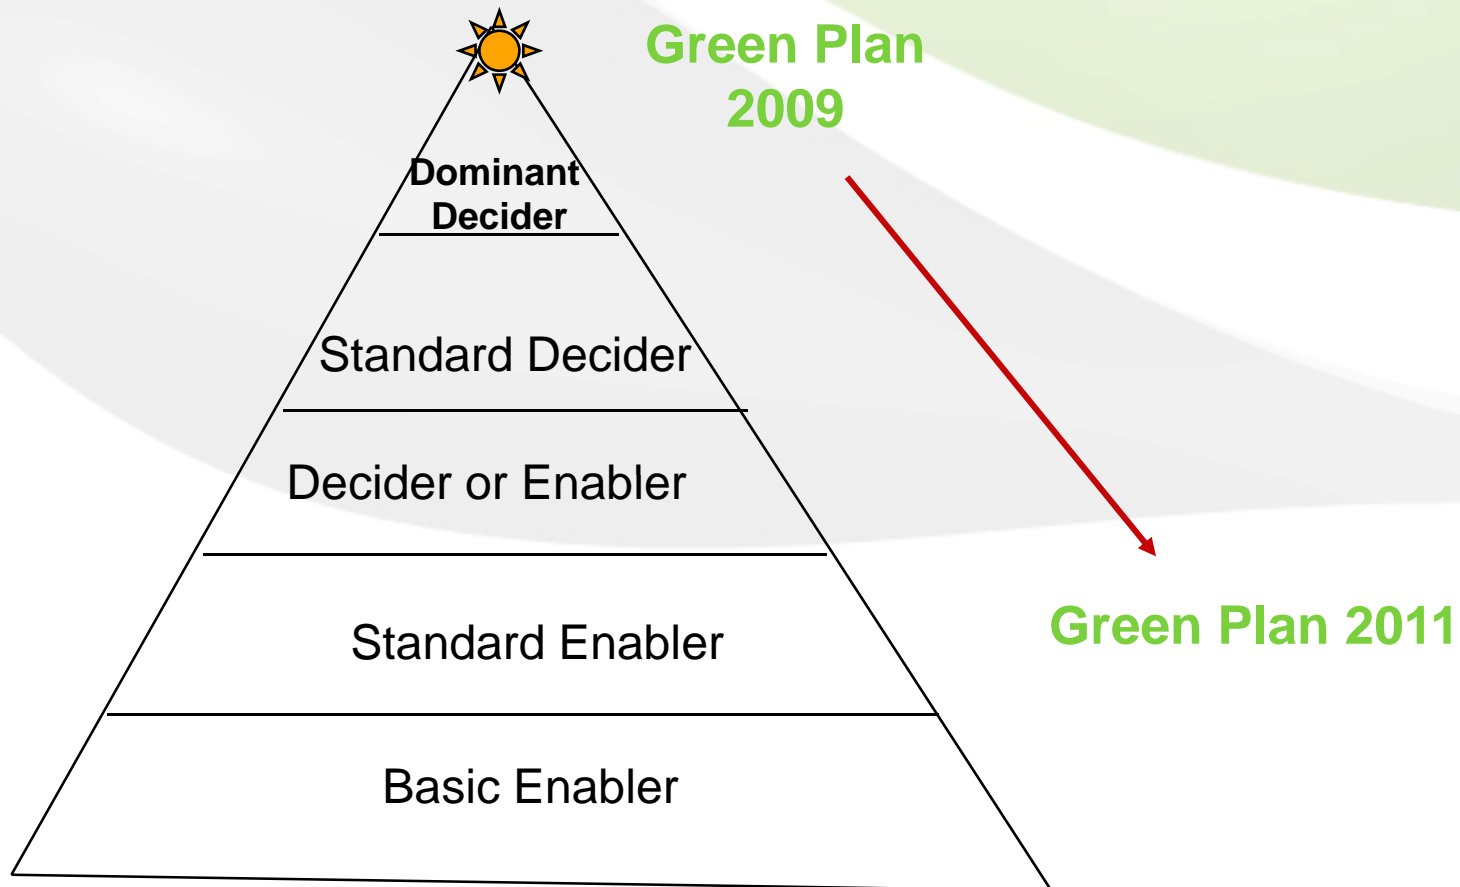 Green Plan
2009
Dominant
Decider
Standard Decider
Decider or Enabler
Standard Enabler
Green Plan 2011
Basic Enabler